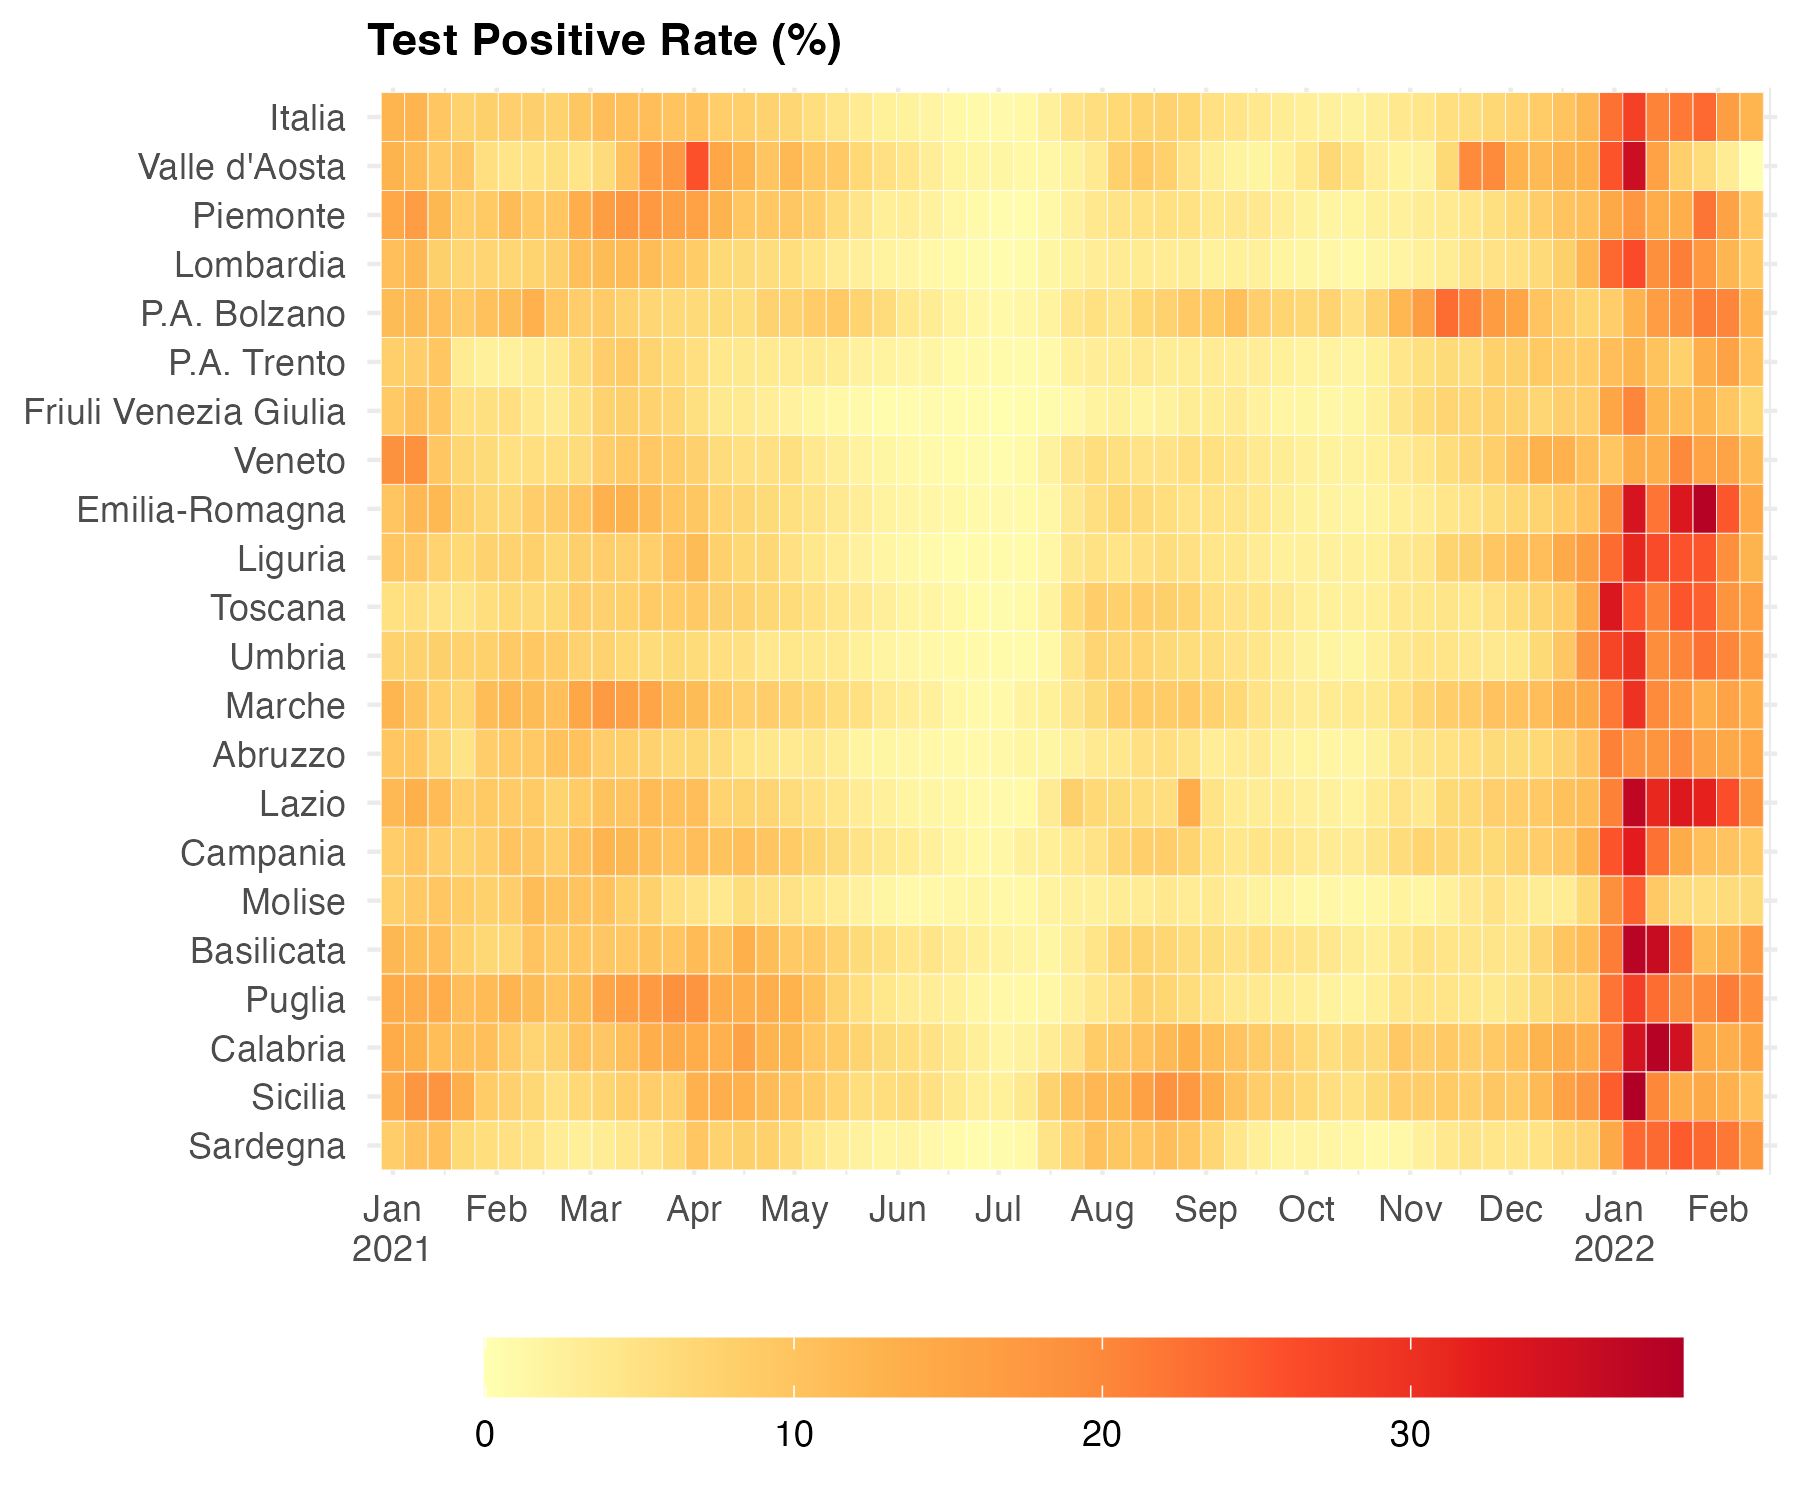 Test Positive Rate (%)
Italia
Valle d'Aosta
Piemonte
Lombardia
P.A. Bolzano
P.A. Trento
Friuli Venezia Giulia
Veneto
Emilia-Romagna
Liguria
Toscana
Umbria
Marche
Abruzzo
Lazio
Campania
Molise
Basilicata
Puglia
Calabria
Sicilia
Sardegna
Jan Feb Mar Apr May Jun Jul Aug Sep Oct Nov Dec Jan Feb
2021 2022
0 10 20 30